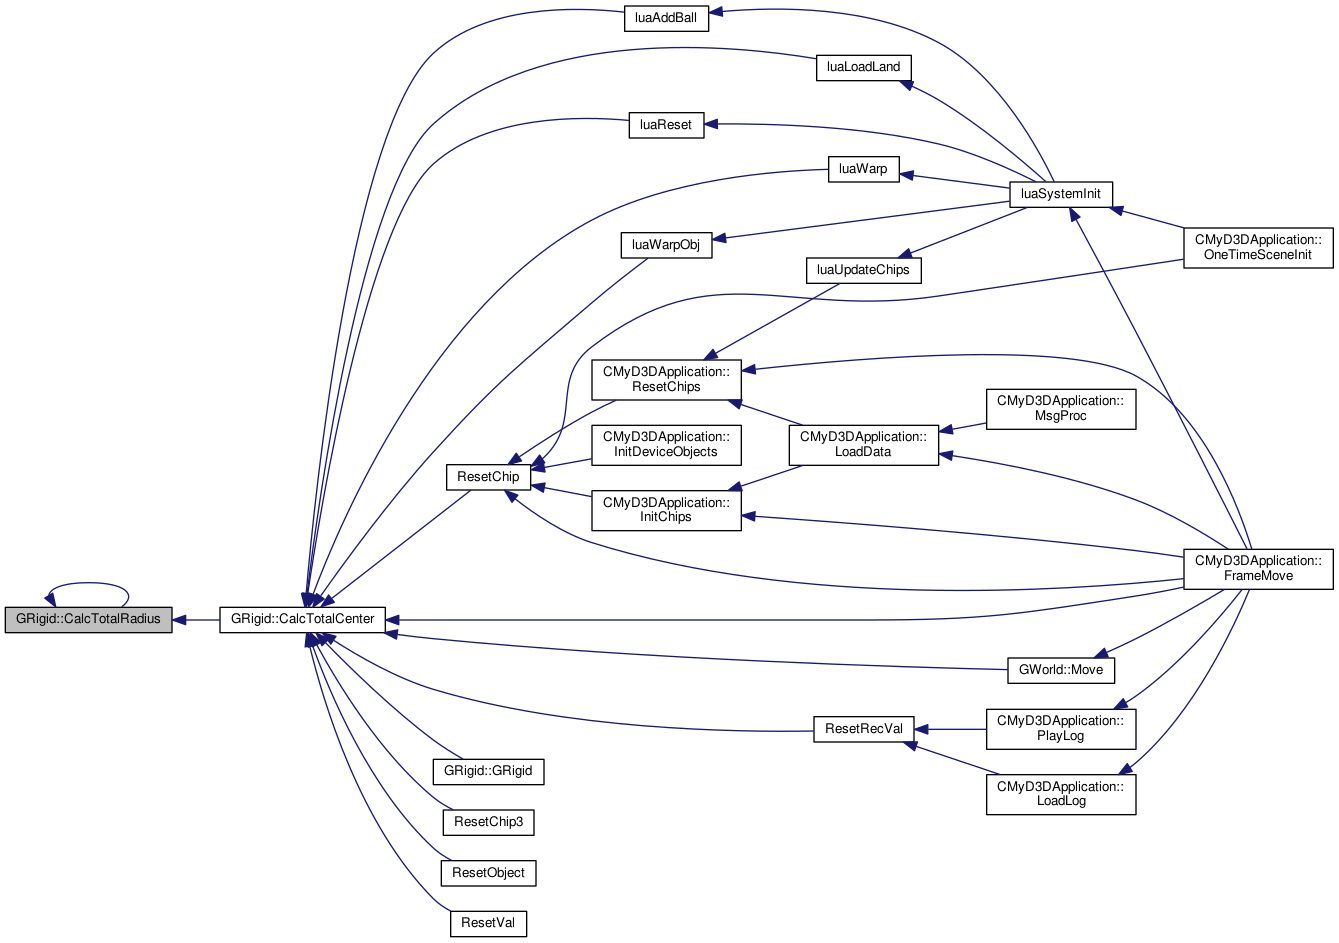 luaAddBall
luaLoadLand
luaReset
luaWarp
luaSystemInit
luaWarpObj
CMyD3DApplication::
OneTimeSceneInit
luaUpdateChips
CMyD3DApplication::
ResetChips
CMyD3DApplication::
MsgProc
CMyD3DApplication::
InitDeviceObjects
CMyD3DApplication::
LoadData
ResetChip
CMyD3DApplication::
InitChips
CMyD3DApplication::
FrameMove
GRigid::CalcTotalRadius
GRigid::CalcTotalCenter
GWorld::Move
ResetRecVal
CMyD3DApplication::
PlayLog
GRigid::GRigid
CMyD3DApplication::
LoadLog
ResetChip3
ResetObject
ResetVal